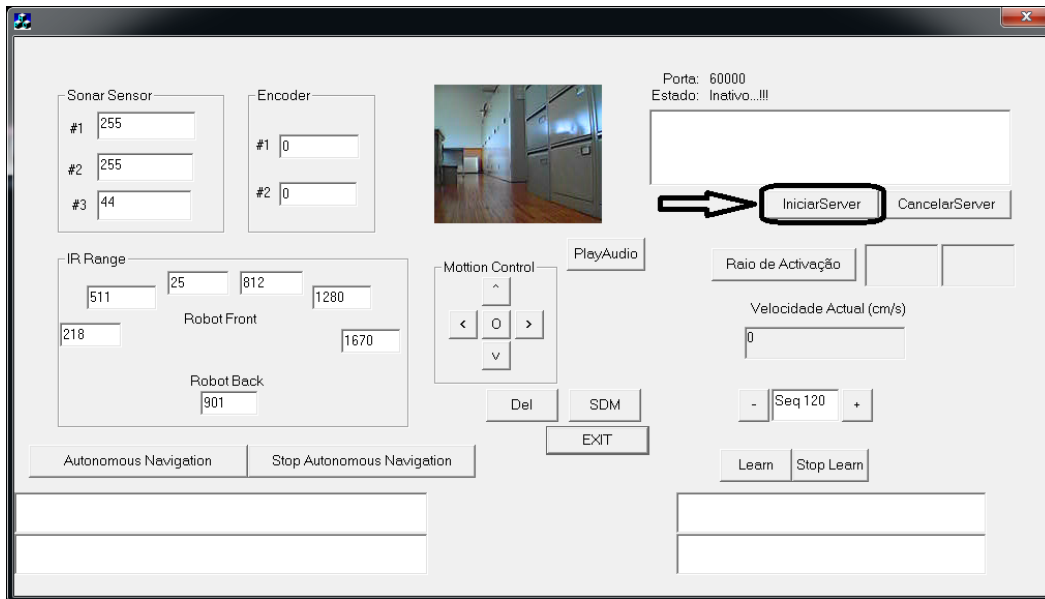 x
Porta: 60000
Estado: Inativo...!!!
Sonar Sensor
#1 255
#2 255
#3 44
Encoder
#1 0
#2 0
IniciarServer
CancelarServer
PlayAudio
IR Range
25
812
511
1280
Robot Front
218
1670
Robot Back
901
Mottion Control
^
< O >
v
Raio de Activação
Velocidade Actual (cm/s)
0
Del
SDM
EXIT
- Seq 120 +
Autonomous Navigation
Stop Autonomous Navigation
Learn
Stop Learn